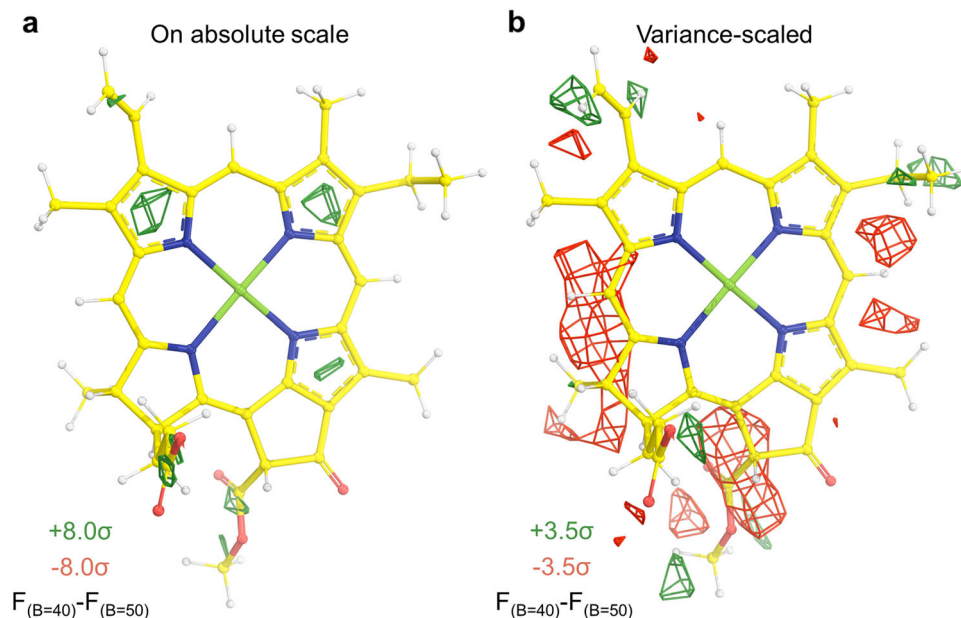 a
On absolute scale
+8.0σ
-8.0σ
F(B=40)-F(B=50)
b
Variance-scaled
+3.5σ
-3.5σ
F(B=40)-F(B=50)